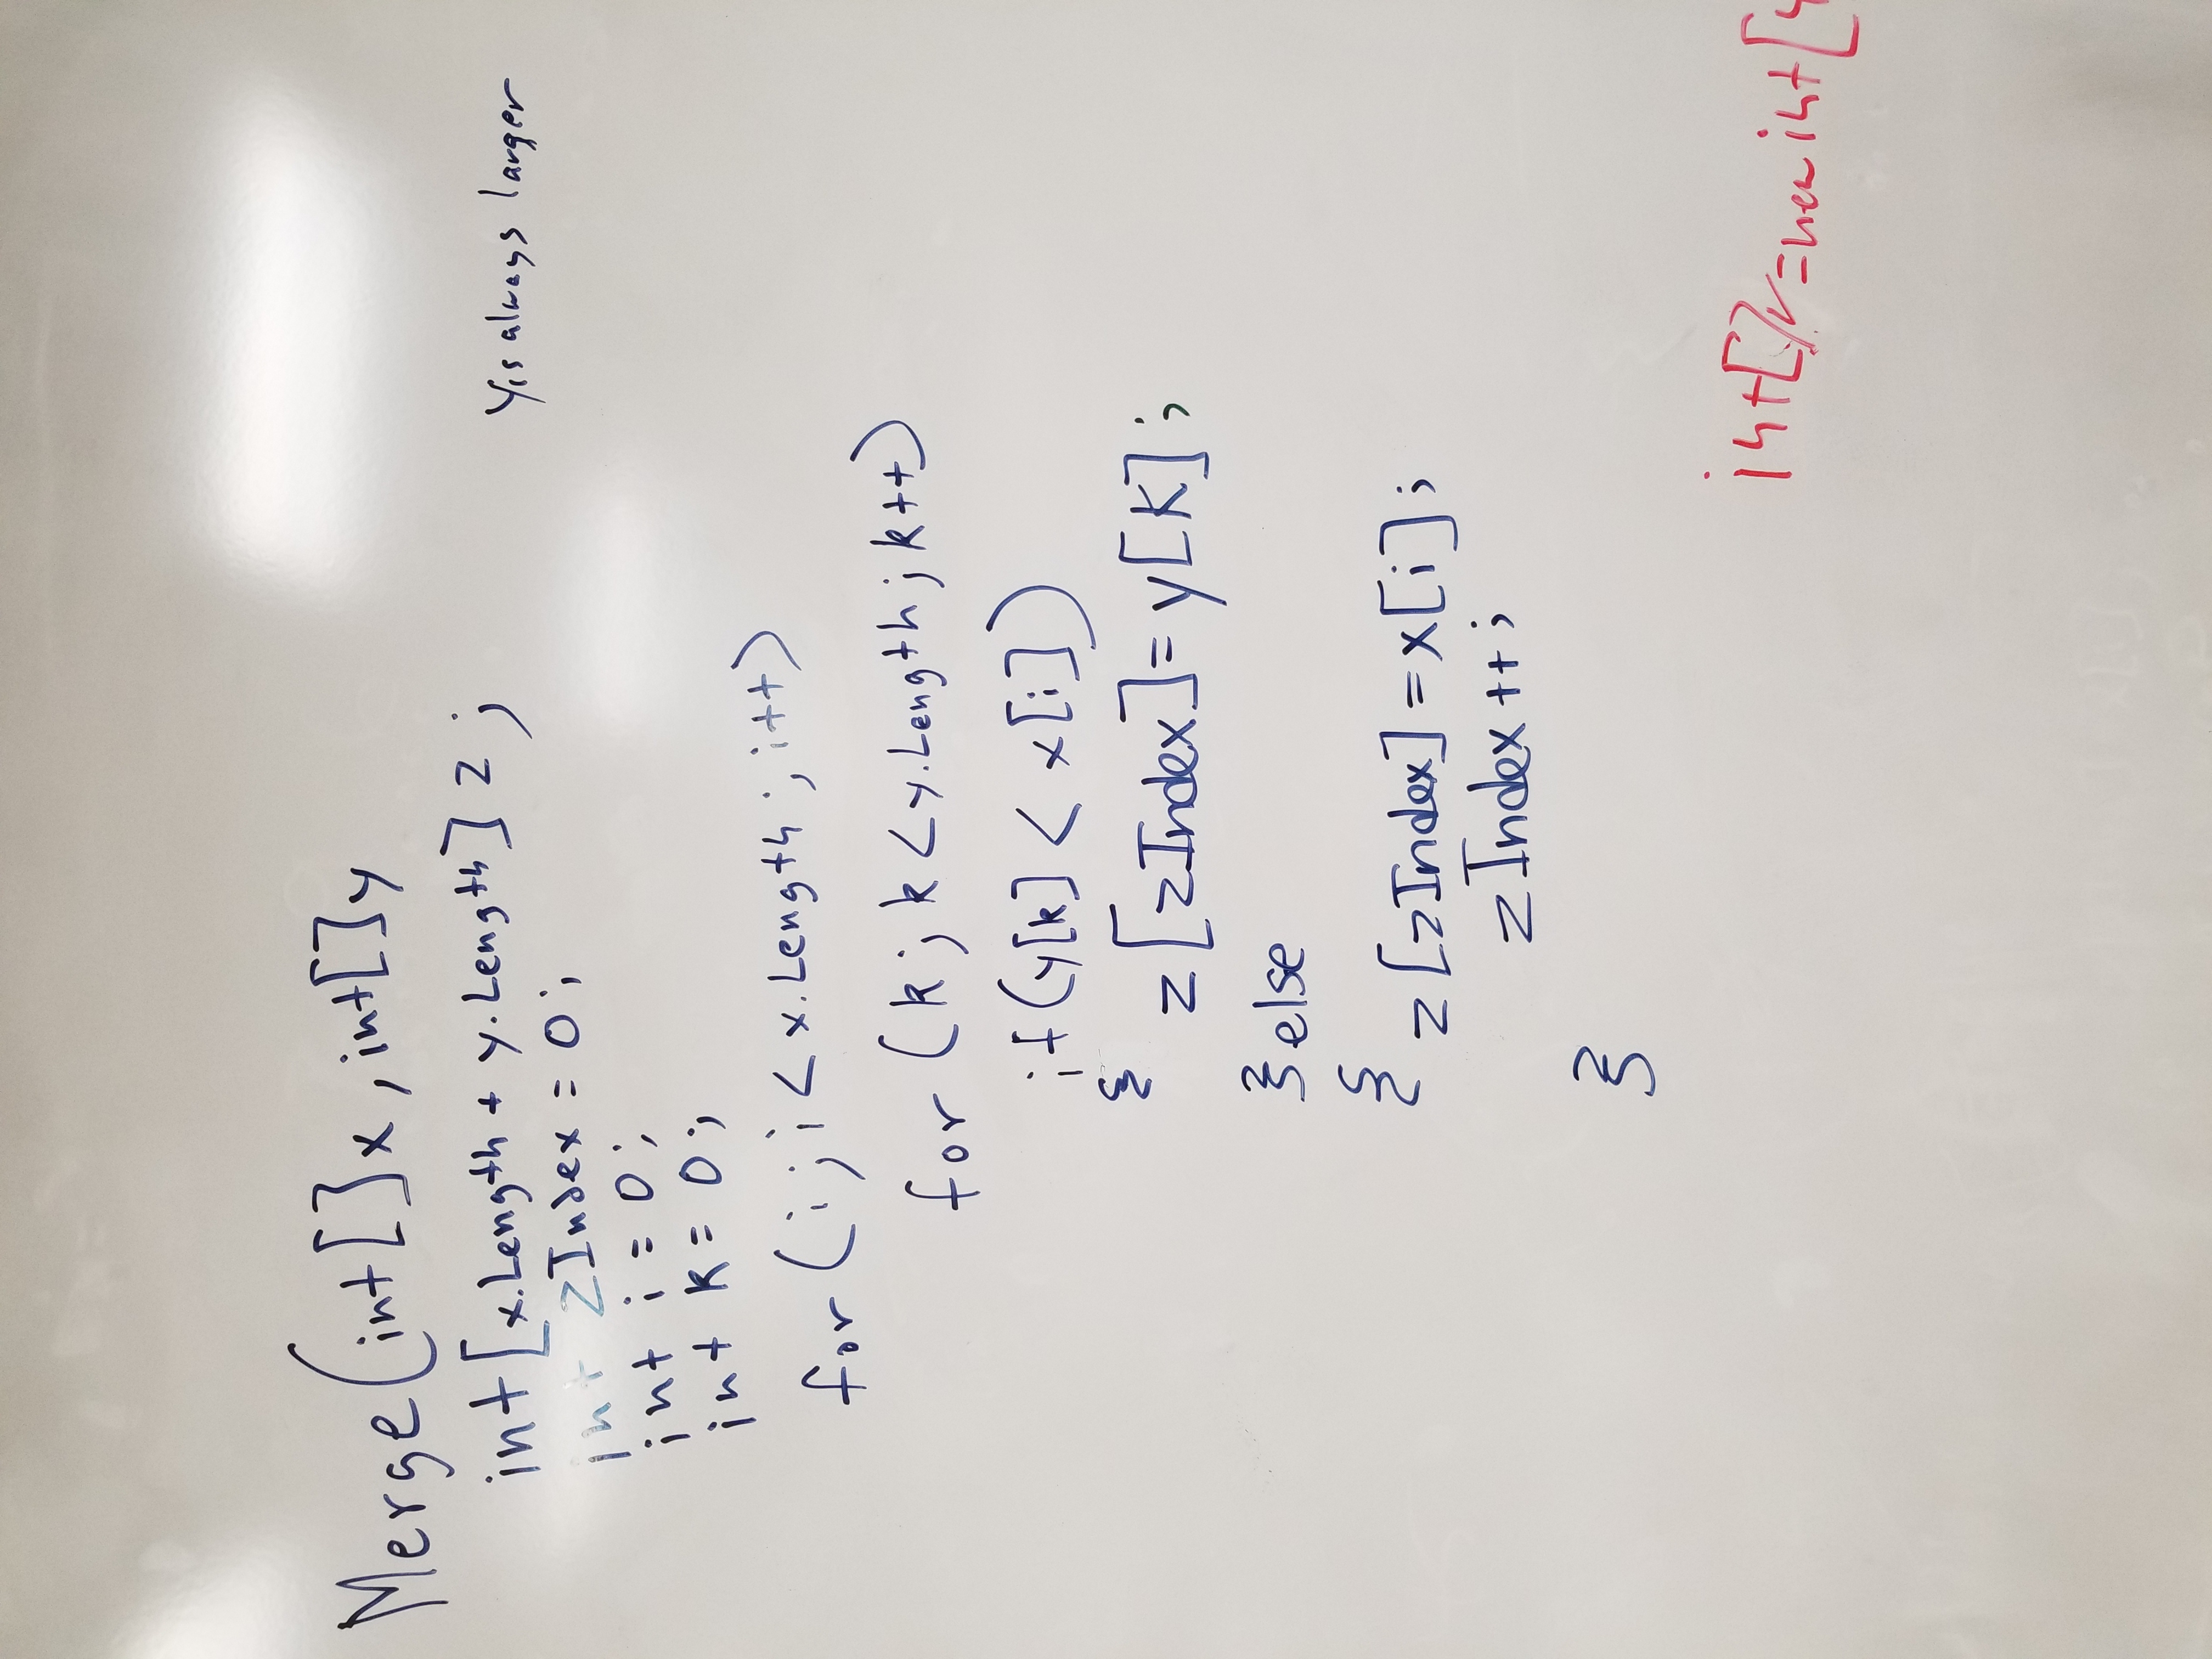 Merge(int[]x, int[]y
int[x.Length + y.Length] z;
y is always larger
int zIndex = 0;
int i = 0;
int k = 0;
for (i; i < x.Length; i++)
for (k; k < y.Length; k++)
if (y[k] < x[i])
{
z[zIndex] = y[k];
} else
{
z[zIndex] = x[i];
zIndex++;
}
int[] = new int[